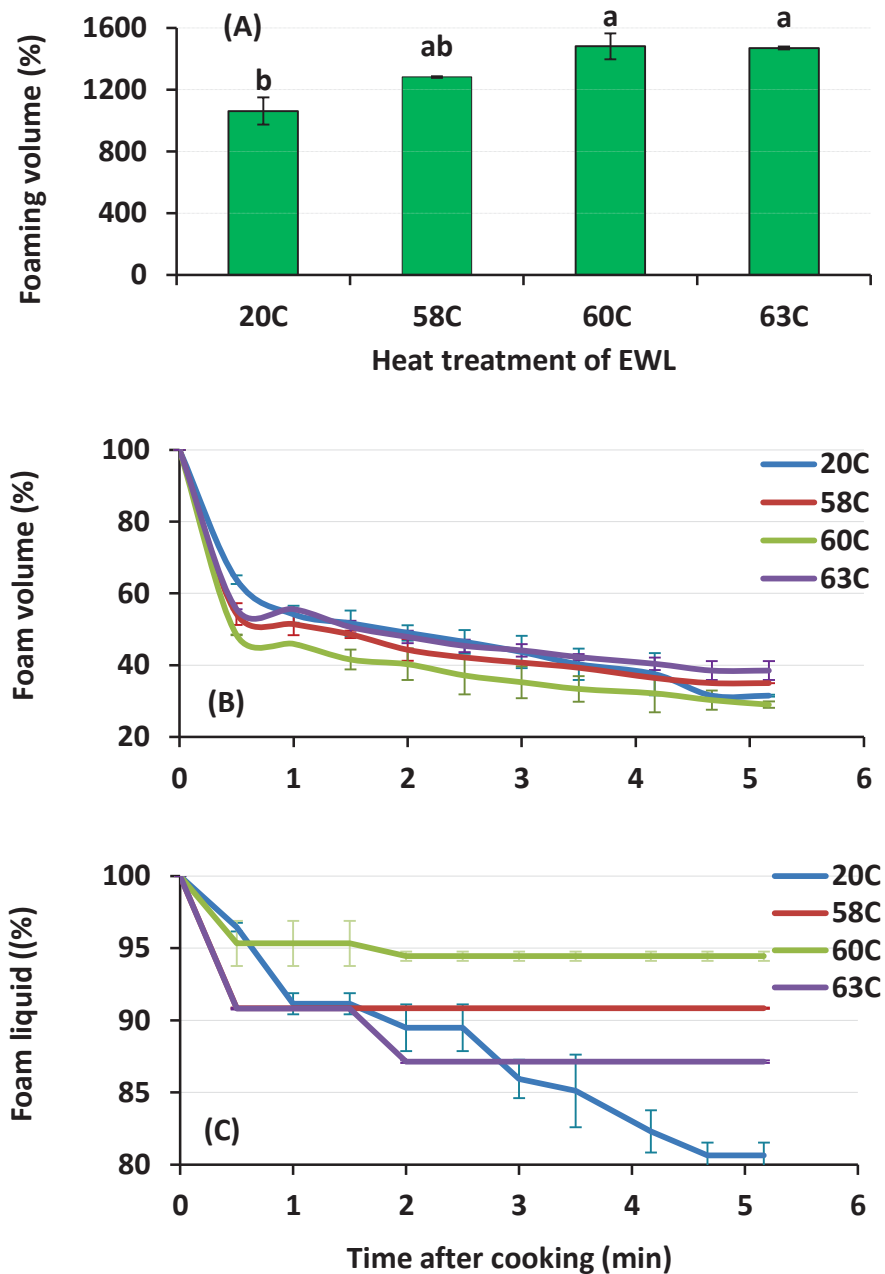 (A)
Foaming volume (%)
1600
1200
800
400
0
b
ab
a
a
20C 58C 60C 63C
Heat treatment of EWL
Foam volume (%)
100
80
60
40
20
20C
58C
60C
63C
(B)
0 1 2 3 4 5 6
Foam liquid ((%)
100
95
90
85
80
20C
58C
60C
63C
(C)
0 1 2 3 4 5 6
Time after cooking (min)